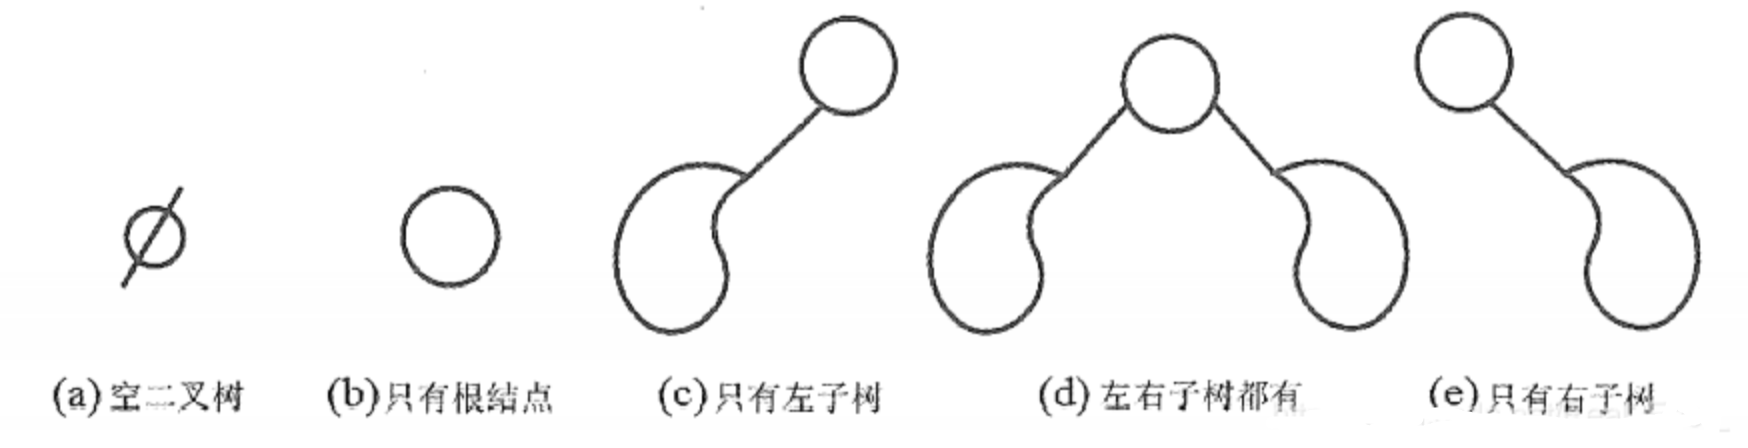 (a) 空二叉树 (b) 只有根结点 (c) 只有左子树 (d) 左右子树都有 (e) 只有右子树